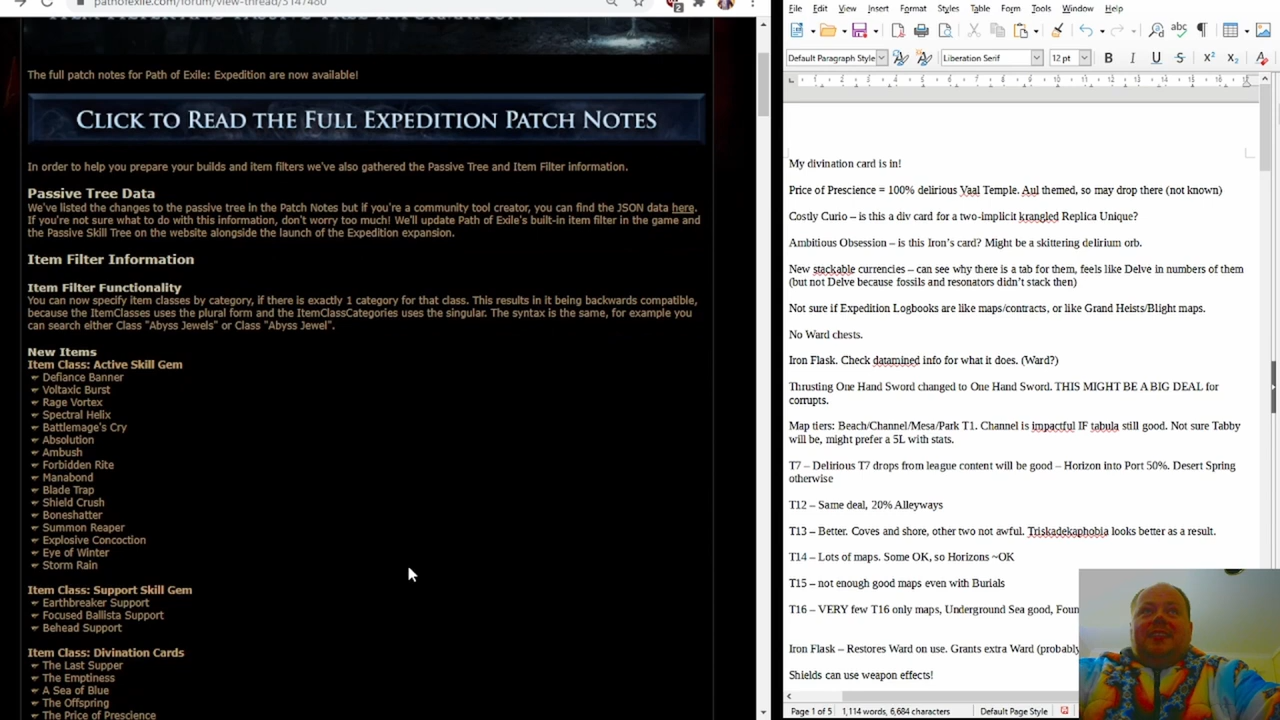 pathofexile.com/forum/view-thread/3147480
The full patch notes for Path of Exile: Expedition are now available!
CLICK TO READ THE FULL EXPEDITION PATCH NOTES
In order to help you prepare your builds and item filters we've also gathered the Passive Tree and Item Filter information.
Passive Tree Data
We've listed the changes to the passive tree in the Patch Notes but if you're a community tool creator, you can find the JSON data here.
If you're not sure what to do with this information, don't worry too much! We'll update Path of Exile's built-in item filter in the game
and the Passive Skill Tree on the website alongside the launch of the Expedition expansion.
Item Filter Information
Item Filter Functionality
You can now specify item classes by category, if there is exactly 1 category for that class. This results in it being backwards compatible,
because the ItemClasses uses the plural form and the ItemClassCategories uses the singular. The syntax is the same, for example you
can search either Class "Abyss Jewels" or Class "Abyss Jewel".
New Items
Item Class: Active Skill Gem
Defiance Banner
Voltaxic Burst
Rage Vortex
Spectral Helix
Battlemage's Cry
Absolution
Ambush
Forbidden Rite
Manabond
Blade Trap
Shield Crush
Boneshatter
Summon Reaper
Explosive Concoction
Eye of Winter
Storm Rain
Item Class: Support Skill Gem
Earthbreaker Support
Focused Ballista Support
Behead Support
Item Class: Divination Cards
The Last Supper
The Emptiness
A Sea of Blue
The Offspring
The Price of Prescience
File Edit View Insert Format Styles Table Form Tools Window Help
Default Paragraph Style Liberation Serif 12 pt
My divination card is in!
Price of Prescience = 100% delirious Vaal Temple. Aul themed, so may drop there (not known)
Costly Curio – is this a div card for a two-implicit krangled Replica Unique?
Ambitious Obsession – is this Iron's card? Might be a skittering delirium orb.
New stackable currencies – can see why there is a tab for them, feels like Delve in numbers of them
(but not Delve because fossils and resonators didn't stack then)
Not sure if Expedition Logbooks are like maps/contracts, or like Grand Heists/Blight maps.
No Ward chests.
Iron Flask. Check datamined info for what it does. (Ward?)
Thrusting One Hand Sword changed to One Hand Sword. THIS MIGHT BE A BIG DEAL for
corrupts.
Map tiers: Beach/Channel/Mesa/Park T1. Channel is impactful IF tabula still good. Not sure Tabby
will be, might prefer a 5L with stats.
T7 – Delirious T7 drops from league content will be good – Horizon into Port 50%. Desert Spring
otherwise
T12 – Same deal, 20% Alleyways
T13 – Better. Coves and shore, other two not awful. Triskadekaphobia looks better as a result.
T14 – Lots of maps. Some OK, so Horizons ~OK
T15 – not enough good maps even with Burials
T16 – VERY few T16 only maps, Underground Sea good, Foun
Iron Flask – Restores Ward on use. Grants extra Ward (probably
Shields can use weapon effects!
Page 1 of 5 1,114 words, 6,684 characters Default Page Style